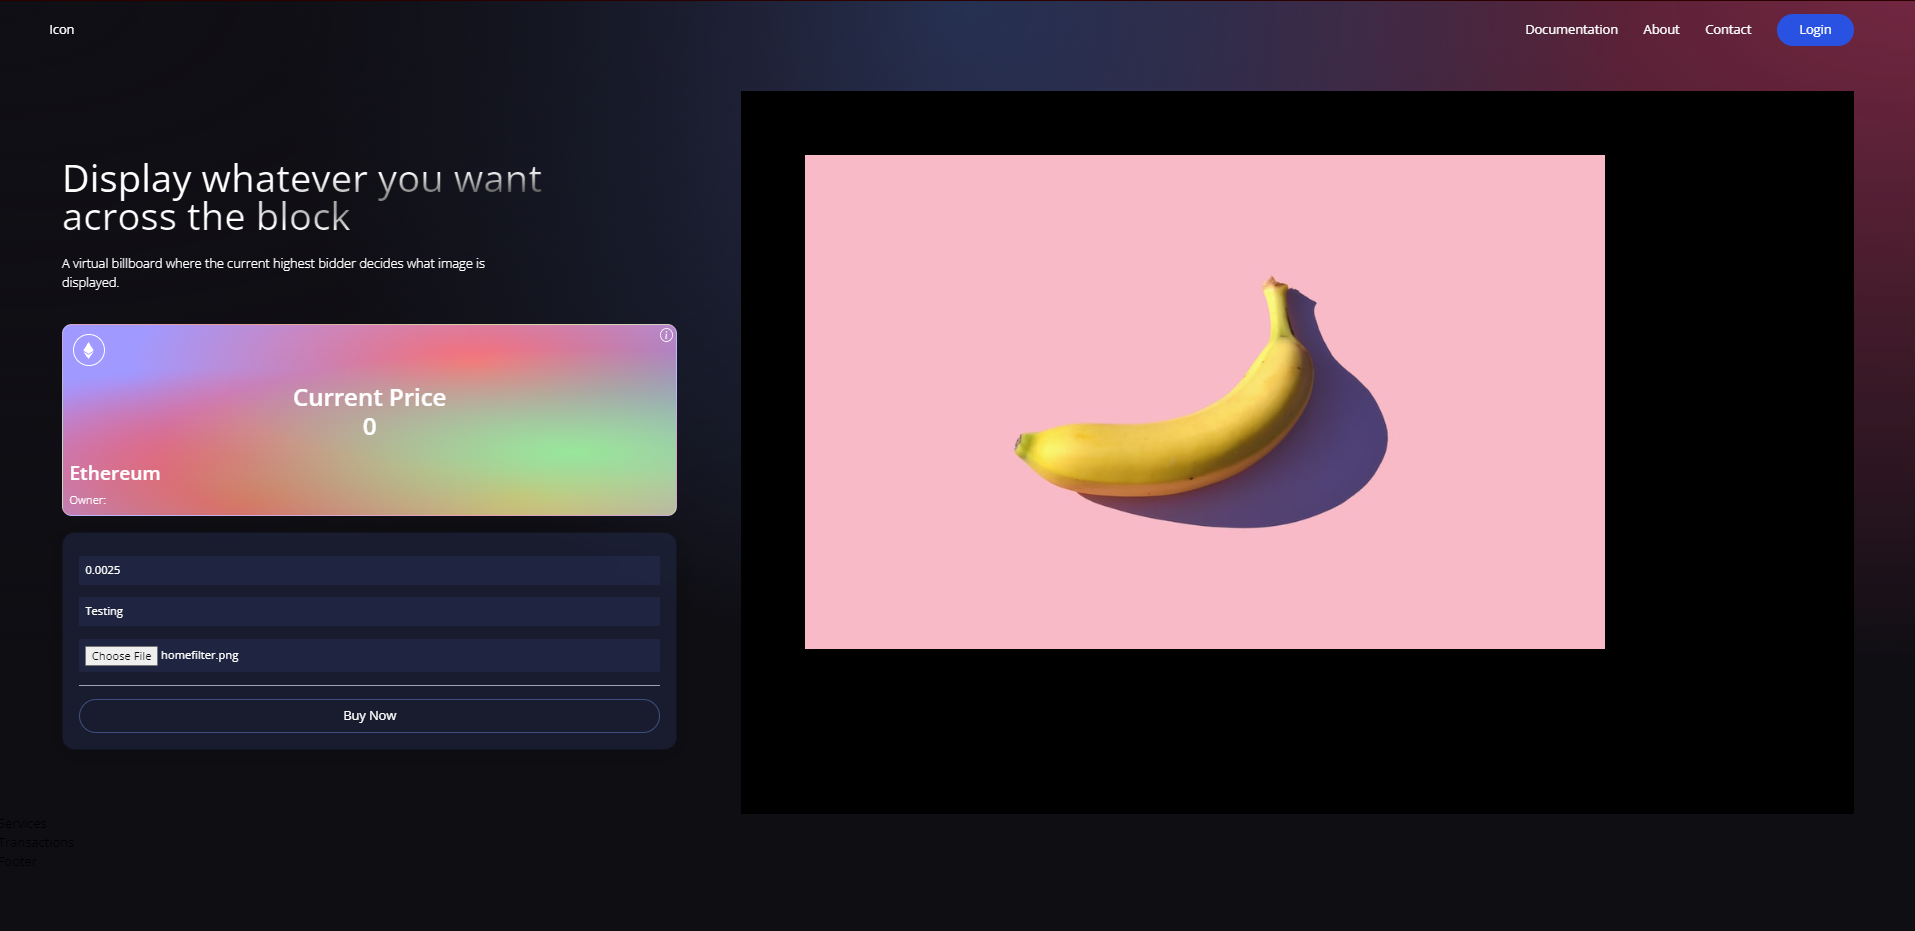 Icon
Documentation About Contact Login
Display whatever you want
across the block
A virtual billboard where the current highest bidder decides what image is
displayed.
i
Current Price
0
Ethereum
Owner:
0.0025
Testing
Choose File homefilter.png
Buy Now
Services
Transactions
Footer